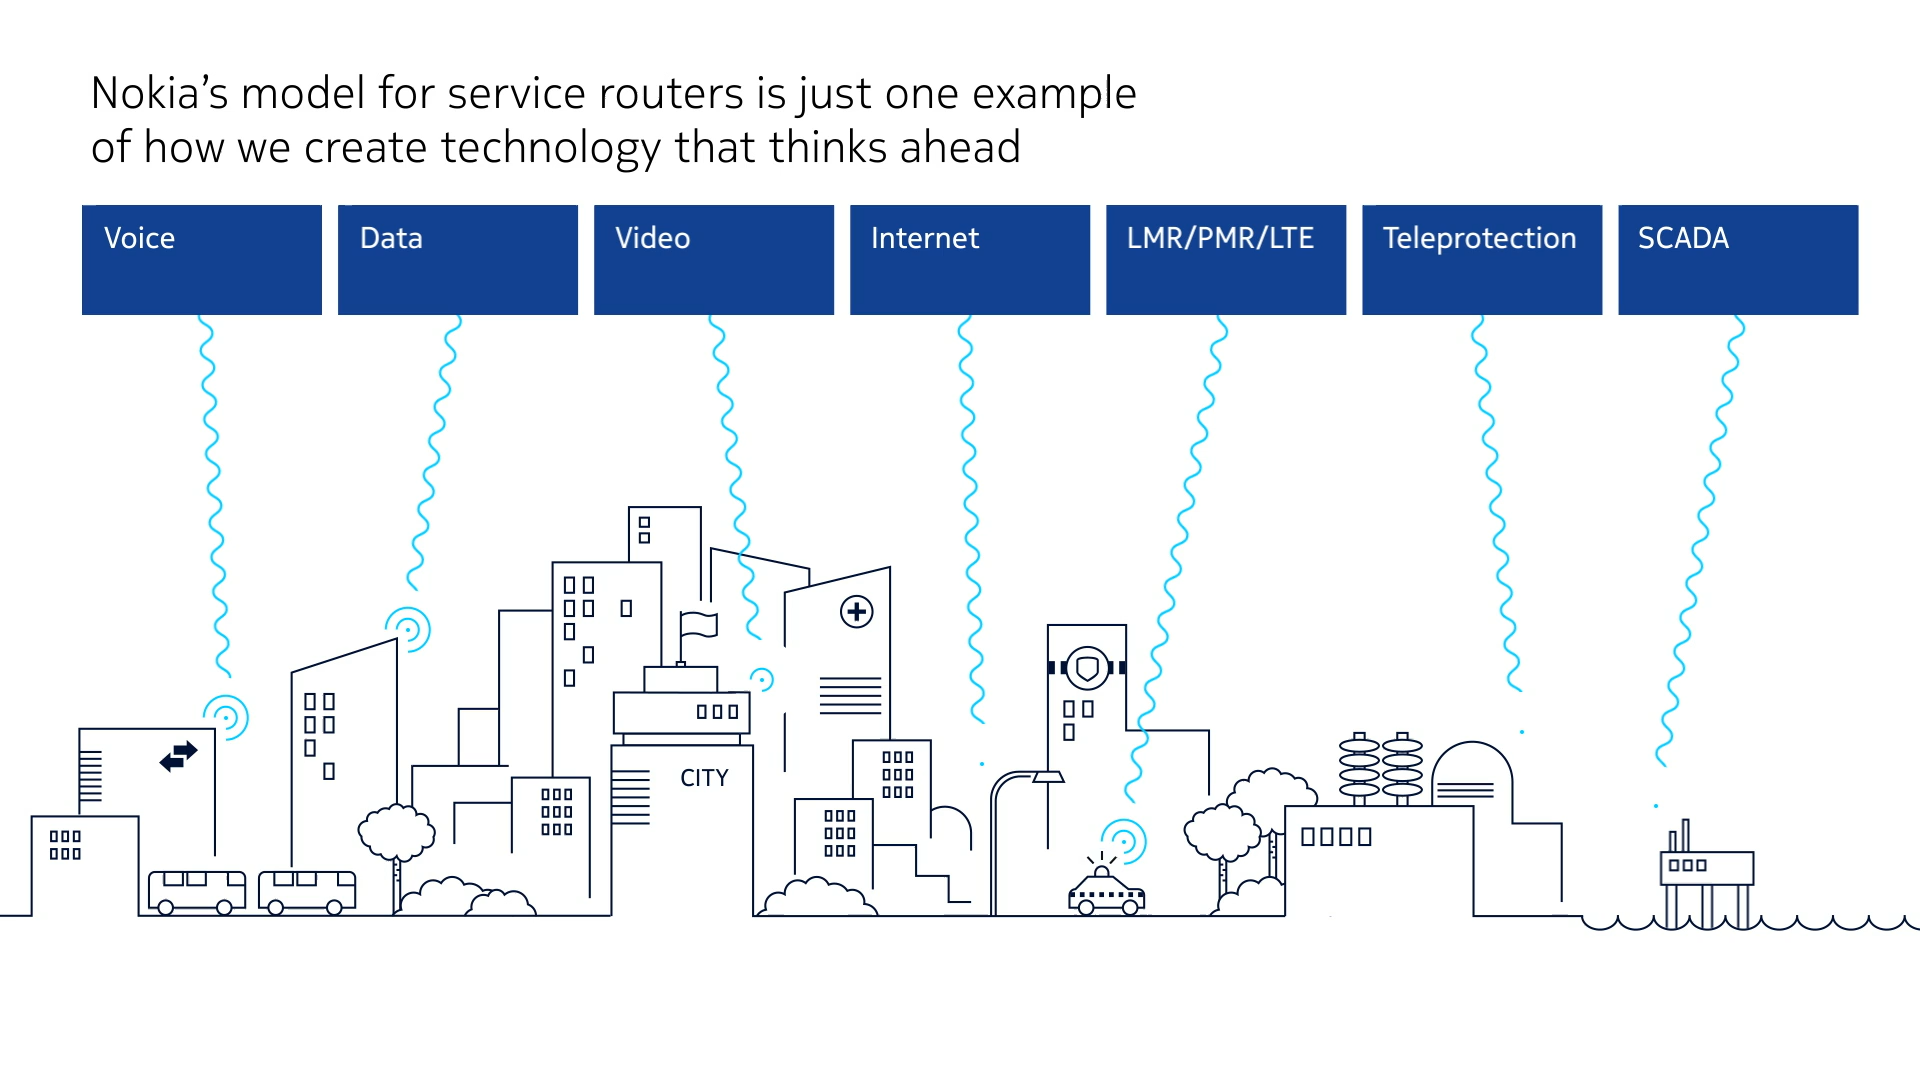 Nokia’s model for service routers is just one example
of how we create technology that thinks ahead
Voice
Data
Video
Internet
LMR/PMR/LTE
Teleprotection
SCADA
CITY